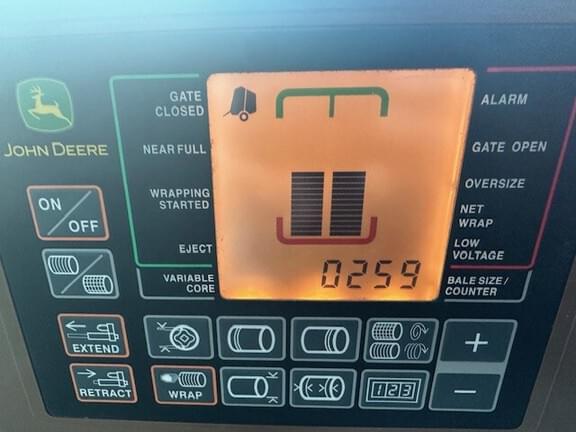 JOHN DEERE
ON
OFF
EXTEND
RETRACT
GATE
CLOSED
NEAR FULL
WRAPPING
STARTED
EJECT
VARIABLE
CORE
WRAP
0259
ALARM
GATE OPEN
OVERSIZE
NET
WRAP
LOW
VOLTAGE
BALE SIZE /
COUNTER
123
+
−